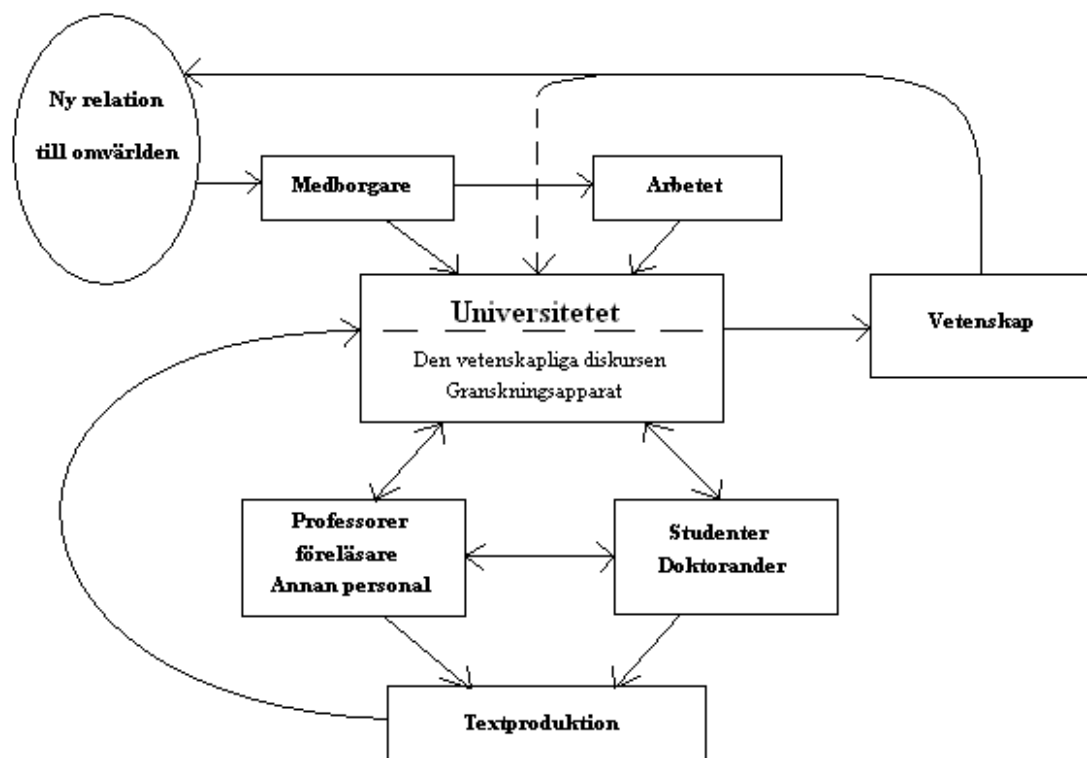 Ny relation
till omvärlden
Medborgare
Arbetet
Universitetet
Den vetenskapliga diskursen
Granskningsapparat
Vetenskap
Professorer
föreläsare
Annan personal
Studenter
Doktorander
Textproduktion